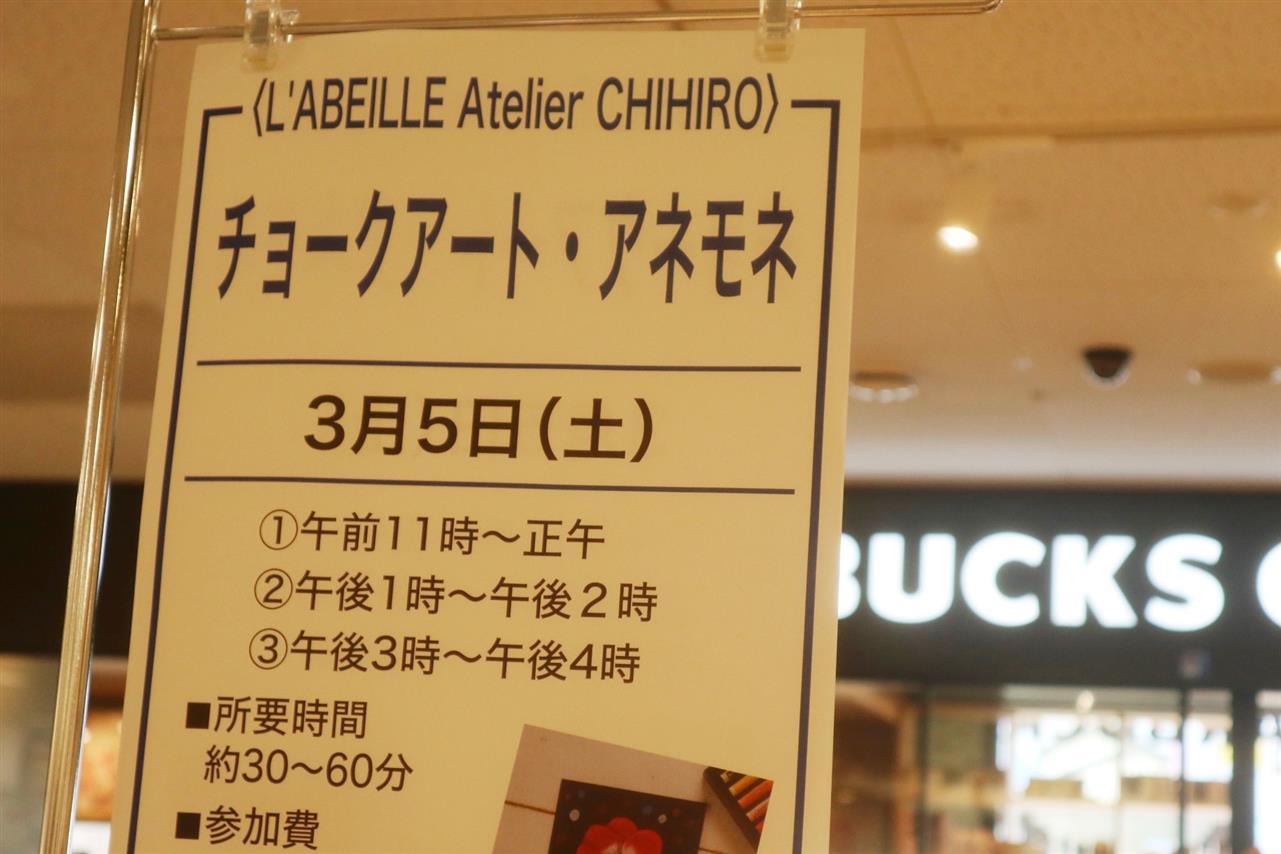 〈L'ABEILLE Atelier CHIHIRO〉
チョークアート・アネモネ
3月5日(土)
①午前11時〜正午
②午後1時〜午後２時
③午後3時〜午後4時
■所要時間
約30〜60分
■参加費
BUCKS